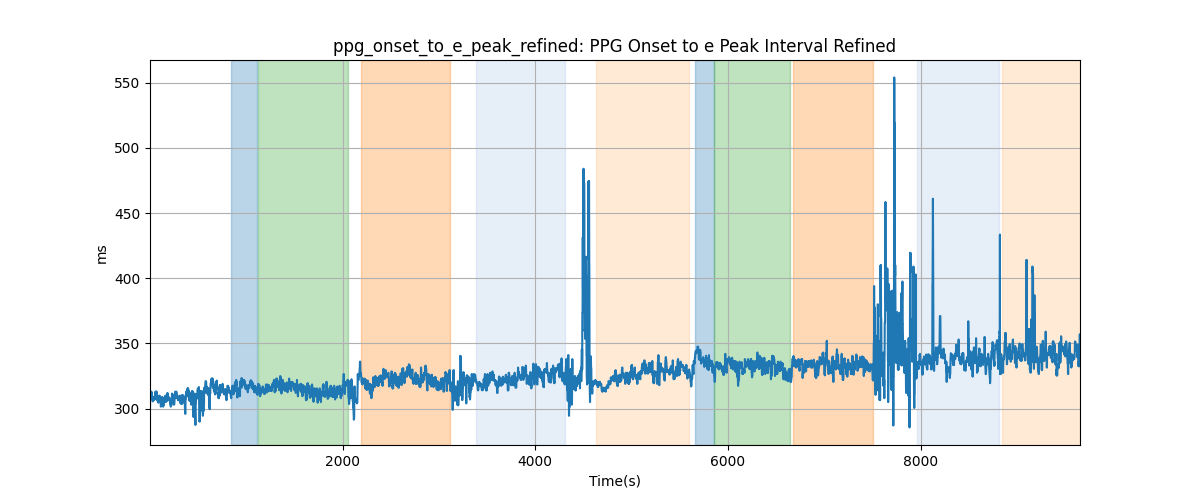 ppg_onset_to_e_peak_refined: PPG Onset to e Peak Interval Refined
550
500
450
400
350
300
ms
2000 4000 6000 8000
Time(s)